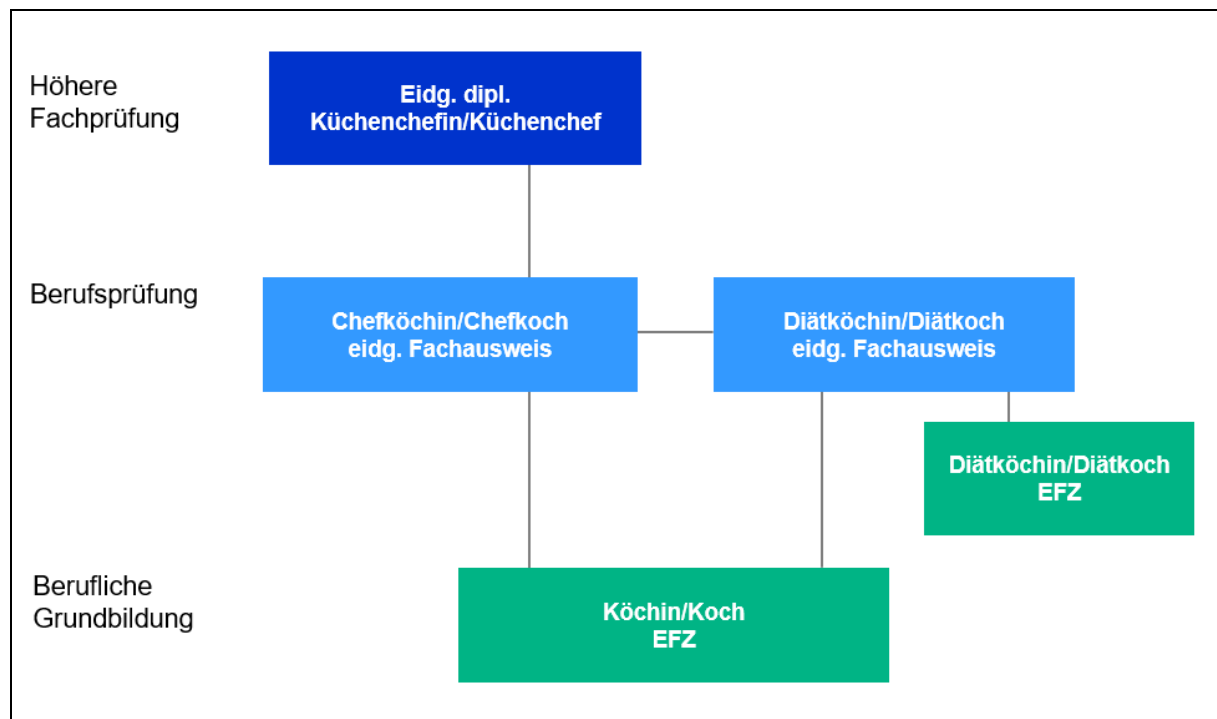 Höhere
Fachprüfung
Eidg. dipl.
Küchenchefin/Küchenchef
Berufsprüfung
Chefköchin/Chefkoch
eidg. Fachausweis
Diätköchin/Diätkoch
eidg. Fachausweis
Diätköchin/Diätkoch
EFZ
Berufliche
Grundbildung
Köchin/Koch
EFZ